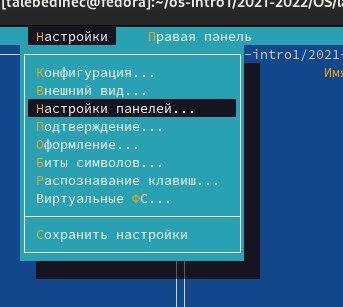 [talebedinec@fedora]:~/os-intro1/2021-2022/OS/la
Настройки Правая панель
-intro1/2021-
Имя
Конфигурация...
Внешний вид...
Настройки панелей...
Подтверждение...
Оформление...
Биты символов...
Распознавание клавиш...
Виртуальные ФС...
Сохранить настройки